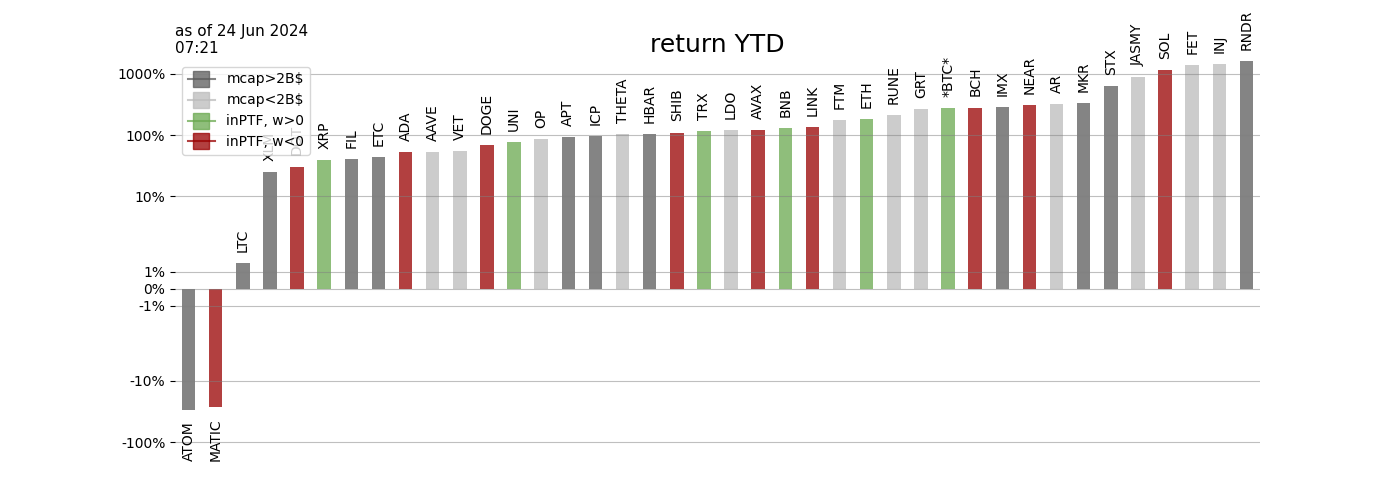 as of 24 Jun 2024
07:21
return YTD
mcap>2B$
mcap<2B$
inPTF, w>0
inPTF, w<0
1000%
100%
10%
1%
0%
-1%
-10%
-100%
ATOM
MATIC
LTC
XRP
FIL
ETC
ADA
AAVE
VET
DOGE
UNI
OP
APT
ICP
THETA
HBAR
SHIB
TRX
LDO
AVAX
BNB
LINK
FTM
ETH
RUNE
GRT
*BTC*
BCH
IMX
NEAR
AR
MKR
STX
JASMY
SOL
FET
INJ
RNDR